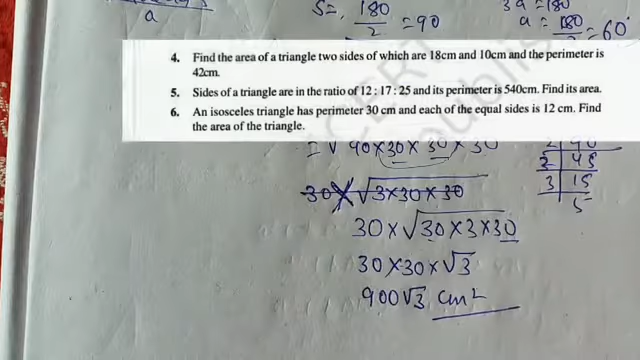 a
S = 180/2 = 90
3a = 180
a = 180/ = 60°
4. Find the area of a triangle two sides of which are 18cm and 10cm and the perimeter is
42cm.
5. Sides of a triangle are in the ratio of 12 : 17 : 25 and its perimeter is 540cm. Find its area.
6. An isosceles triangle has perimeter 30 cm and each of the equal sides is 12 cm. Find
the area of the triangle.
= √90×30×30×30
2 90
2 45
3 15
5
30×√3×30×30
30×√30×3×30
30×30×√3
900√3 cm²